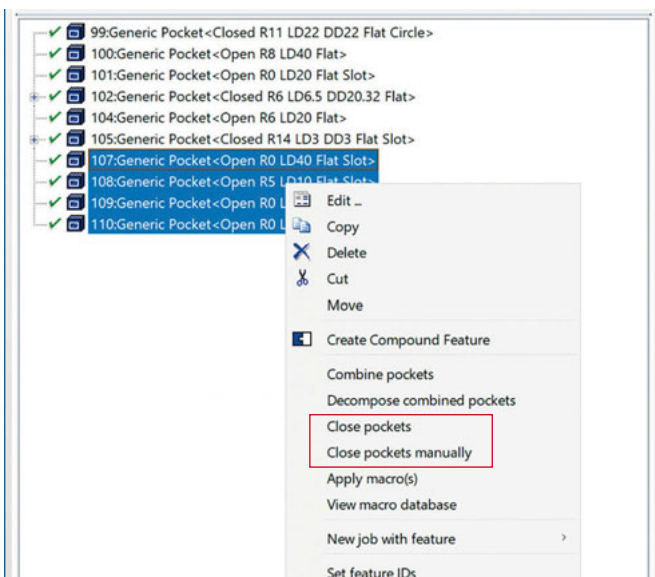 99:Generic Pocket<Closed R11 LD22 DD22 Flat Circle>
100:Generic Pocket<Open R8 LD40 Flat>
101:Generic Pocket<Open R0 LD20 Flat Slot>
102:Generic Pocket<Closed R6 LD6.5 DD20.32 Flat>
104:Generic Pocket<Open R6 LD20 Flat>
105:Generic Pocket<Closed R14 LD3 DD3 Flat Slot>
107:Generic Pocket<Open R0 LD40 Flat Slot>
108:Generic Pocket<Open R5 LD10 Flat Slot>
109:Generic Pocket<Open R0 L
110:Generic Pocket<Open R0 L
Edit ...
Copy
Delete
Cut
Move
Create Compound Feature
Combine pockets
Decompose combined pockets
Close pockets
Close pockets manually
Apply macro(s)
View macro database
New job with feature
Set feature IDs